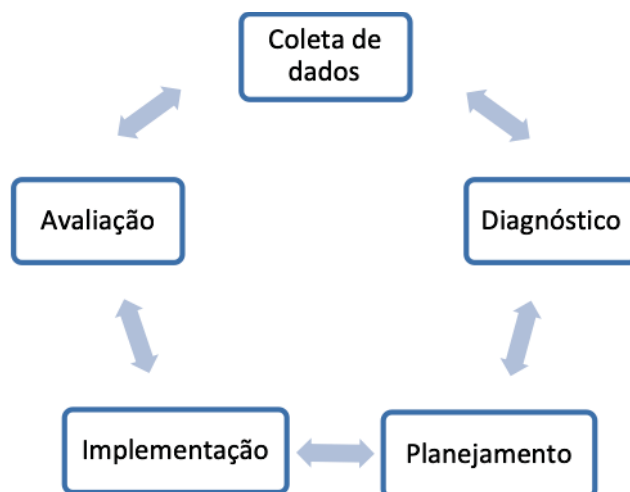 Coleta de
dados
Diagnóstico
Planejamento
Implementação
Avaliação